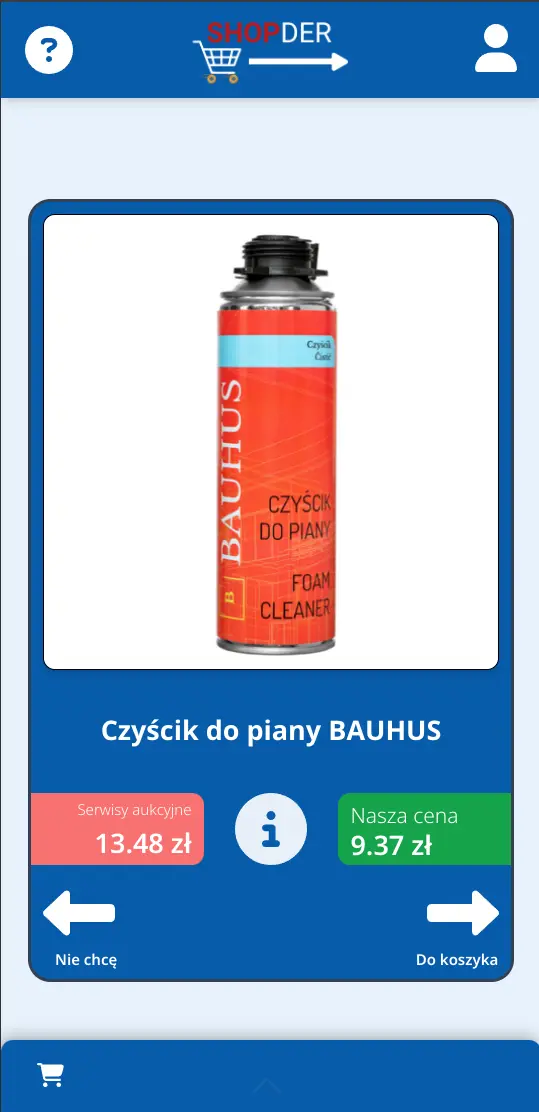 ?
SHOPDER
Czyścik
Čistič
BAUHUS
B
CZYŚCIK
DO PIANY
FOAM
CLEANER
Czyścik do piany BAUHUS
Serwisy aukcyjne
13.48 zł
i
Nasza cena
9.37 zł
Nie chcę
Do koszyka